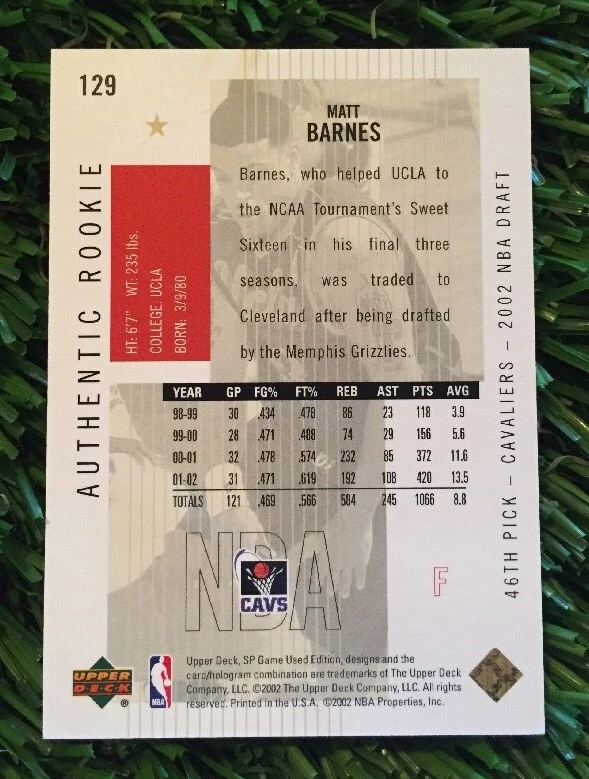 129
AUTHENTIC ROOKIE
HT: 6'7" WT: 235 lbs.
COLLEGE: UCLA
BORN: 3/9/80
MATT
BARNES
Barnes, who helped UCLA to
the NCAA Tournament's Sweet
Sixteen in his final three
seasons, was traded to
Cleveland after being drafted
by the Memphis Grizzlies.
YEAR GP FG% FT% REB AST PTS AVG
98-99 30 .434 .478 86 23 118 3.9
99-00 28 .471 .488 74 29 156 5.6
00-01 32 .478 .574 232 85 372 11.6
01-02 31 .471 .619 192 108 420 13.5
TOTALS 121 .469 .566 584 245 1066 8.8
46TH PICK – CAVALIERS – 2002 NBA DRAFT
NBA
CAVS
F
UPPER
DECK
®
NBA
Upper Deck, SP Game Used Edition, designs and the
card/hologram combination are trademarks of The Upper Deck
Company, LLC. ©2002 The Upper Deck Company, LLC. All rights
reserved. Printed in the U.S.A. ©2002 NBA Properties, Inc.